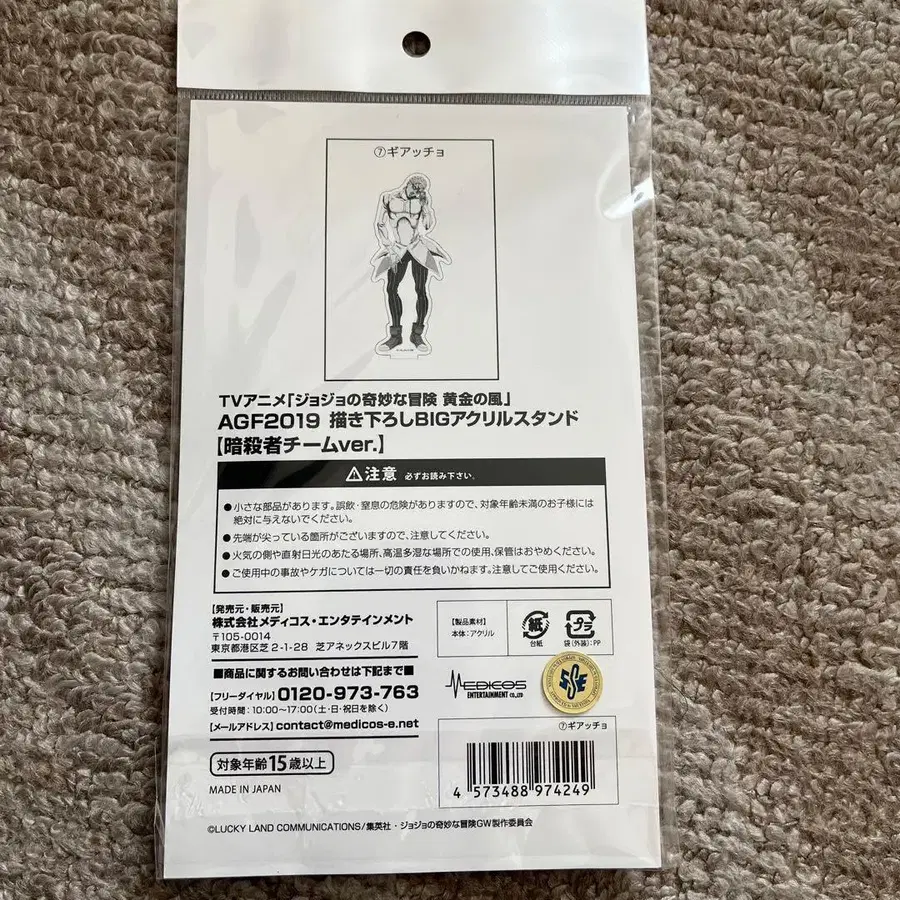 ⑦ギアッチョ
TVアニメ「ジョジョの奇妙な冒険 黄金の風」
AGF2019 描き下ろしBIGアクリルスタンド
【暗殺者チームver.】
⚠注意 必ずお読み下さい。
●小さな部品があります。誤飲・窒息の危険がありますので、対象年齢未満のお子様には
絶対に与えないでください。
●先端が尖っている箇所がございますので、注意してください。
●火気の側や直射日光のあたる場所、高温多湿な場所での使用、保管はおやめください。
●ご使用中の事故やケガについては一切の責任を負いかねます。注意してご使用ください。
【発売元・販売元】
株式会社メディコス・エンタテインメント
〒105-0014
東京都港区芝2-1-28 芝アネックスビル7階
【製品素材】
本体:アクリル
紙
台紙
プラ
袋(外装):PP
■商品に関するお問い合わせは下記まで■
【フリーダイヤル】0120-973-763
受付時間:10:00〜17:00(土・日・祝日を除く)
【メールアドレス】contact@medicos-e.net
MEDICOS
ENTERTAINMENT CO.,LTD
⑦ギアッチョ
4 573488 974249
対象年齢15歳以上
MADE IN JAPAN
©LUCKY LAND COMMUNICATIONS/集英社・ジョジョの奇妙な冒険GW製作委員会